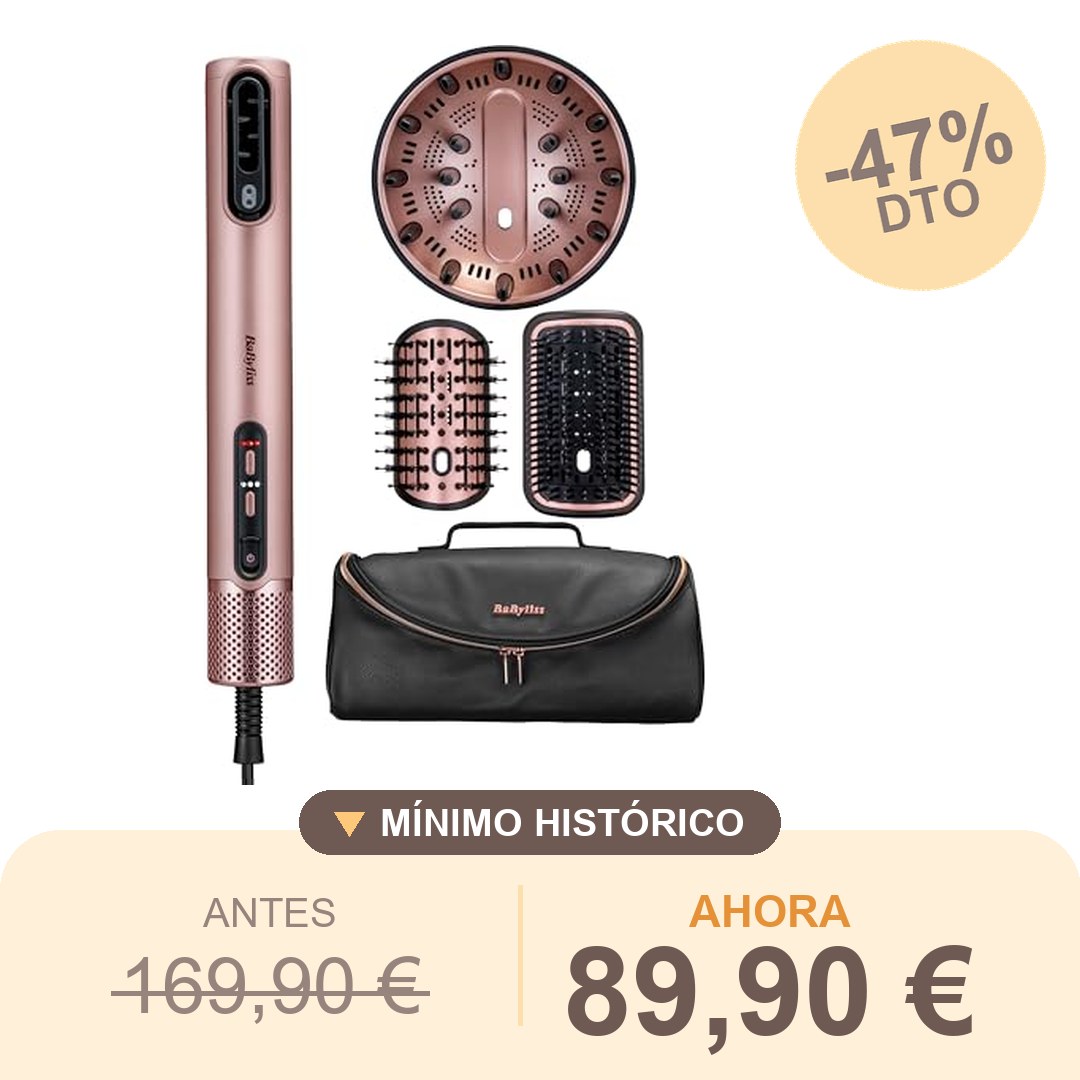 -47%
DTO
BaByliss
BaByliss
MÍNIMO HISTÓRICO
ANTES
AHORA
169,90 €
89,90 €